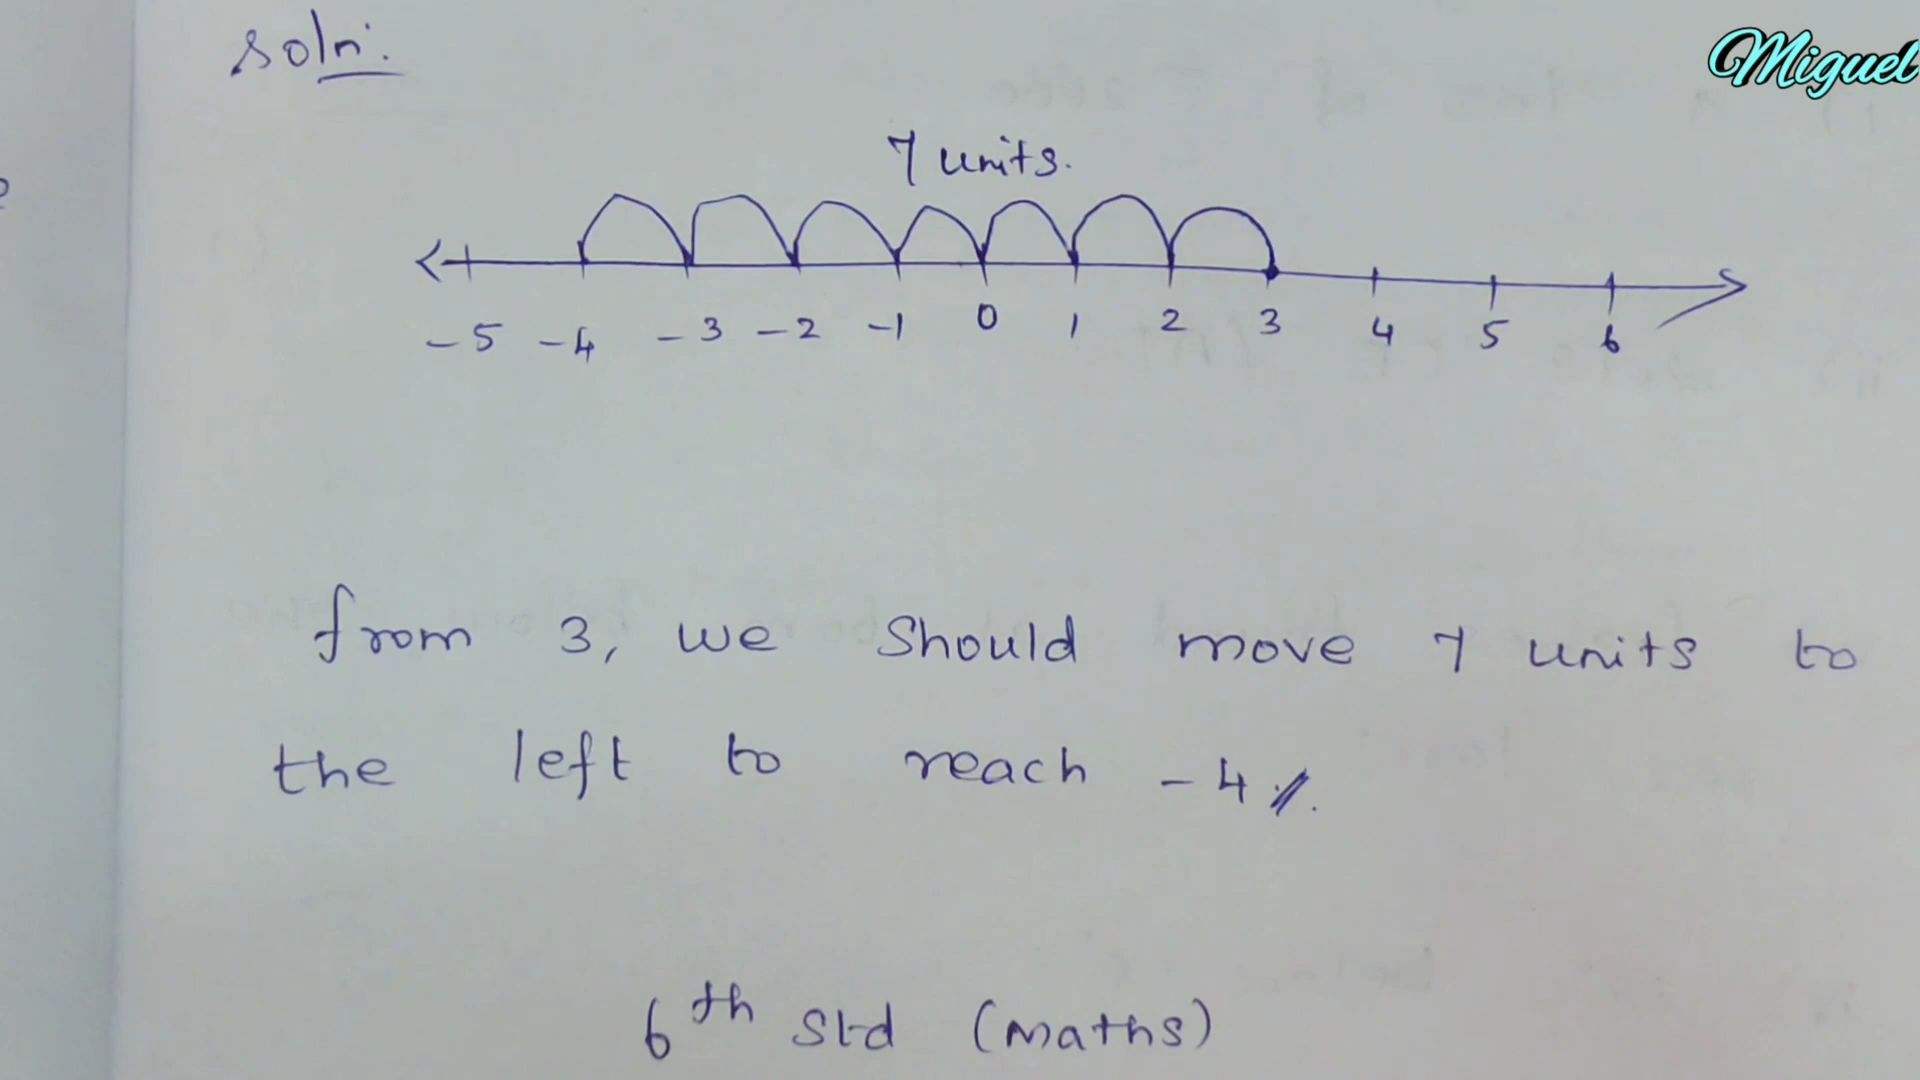 soln:
Miguel
7 units.
-5 -4 -3 -2 -1 0 1 2 3 4 5 6
from 3, we should move 7 units to
the left to reach -4
6th Std (Maths)